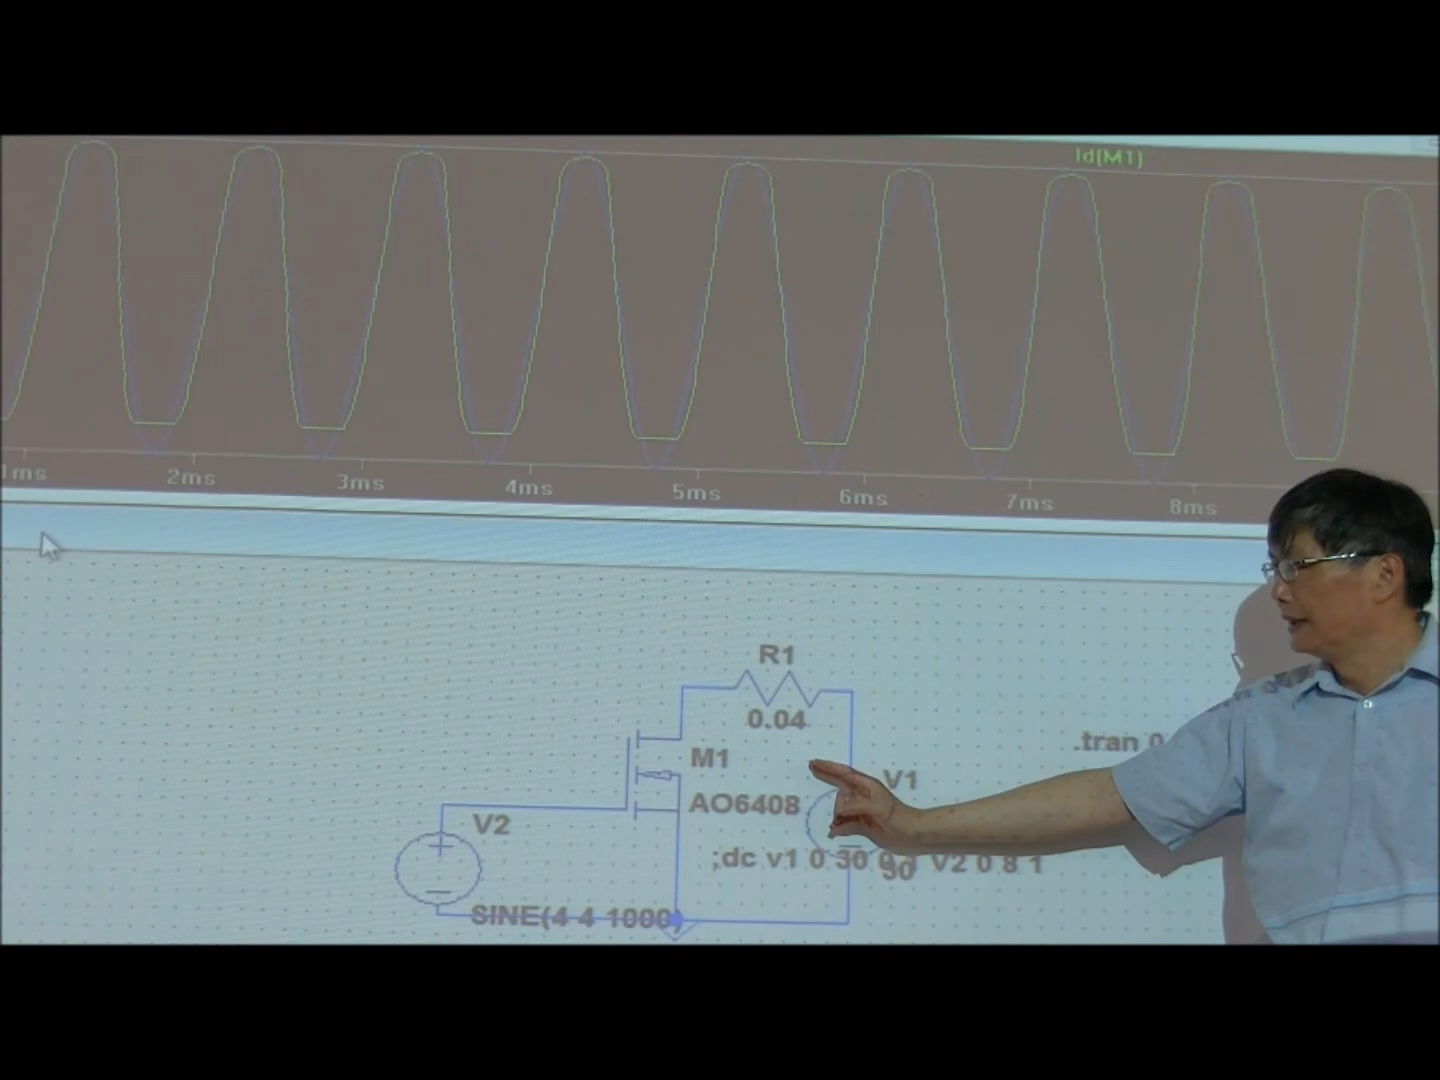 Id(M1)
1ms 2ms 3ms 4ms 5ms 6ms 7ms 8ms
R1
0.04
.tran 0
M1
V1
AO6408
V2
;dc v1 0 30 V2 0 8 1
SINE(4 4 1000)